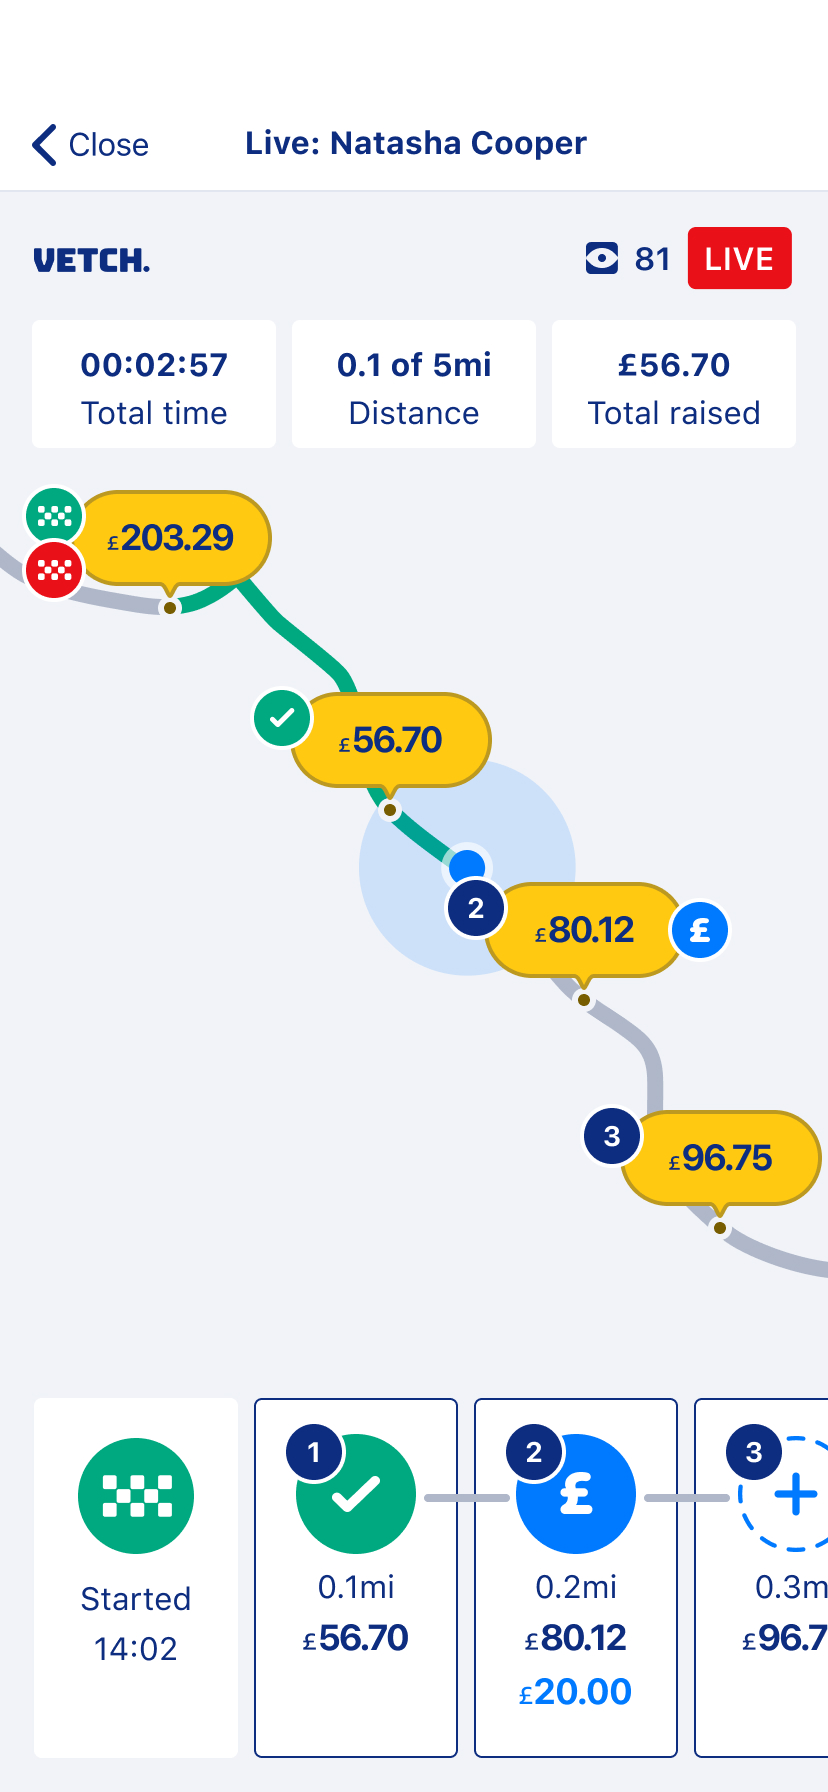 Close
Live: Natasha Cooper
VETCH.
81
LIVE
00:02:57
Total time
0.1 of 5mi
Distance
£56.70
Total raised
£203.29
£56.70
2
£80.12
£
3
£96.75
Started
14:02
1
0.1mi
£56.70
2
£
0.2mi
£80.12
£20.00
3
0.3m
£96.7